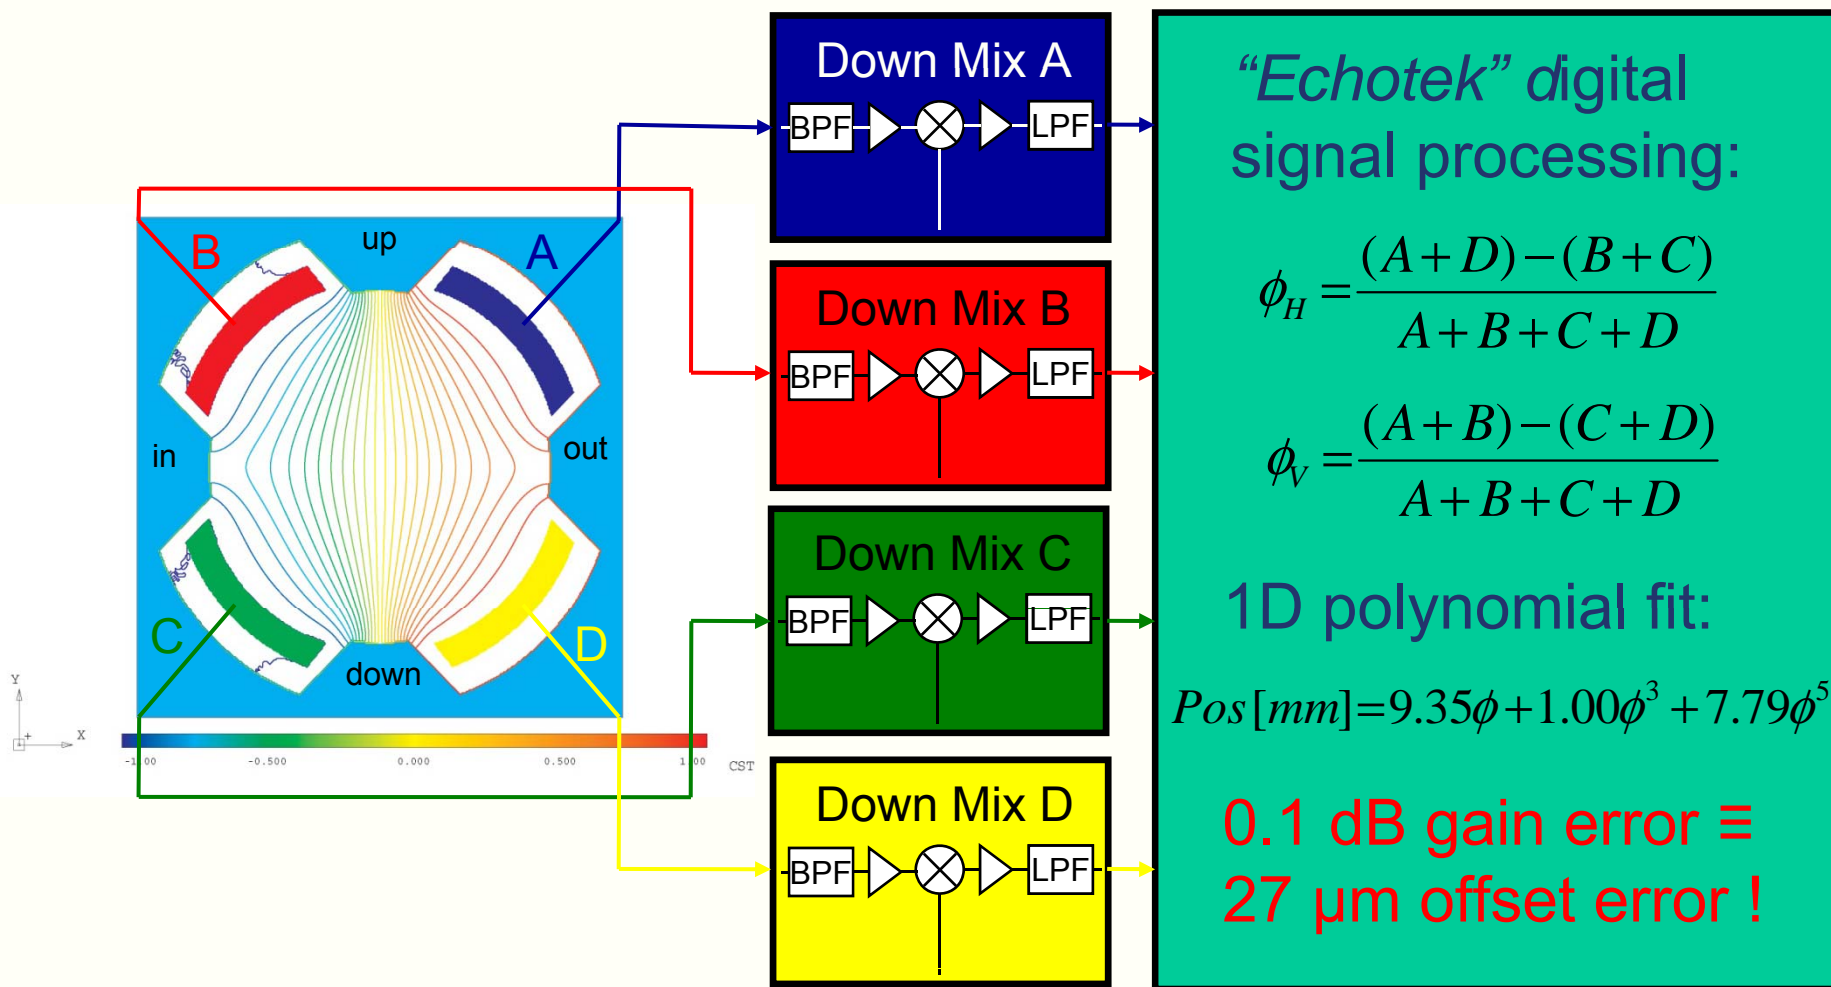 B
A
up
in
out
C
D
down
Y
X
-1.00
-0.500
0.000
0.500
1.00
CST
Down Mix A
BPF
LPF
Down Mix B
BPF
LPF
Down Mix C
BPF
LPF
Down Mix D
BPF
LPF
“Echotek” digital
signal processing:
ϕ_H = ((A+D)−(B+C))/(A+B+C+D)
ϕ_V = ((A+B)−(C+D))/(A+B+C+D)
1D polynomial fit:
Pos[mm]=9.35ϕ+1.00ϕ³+7.79ϕ⁵
0.1 dB gain error ≡
27 µm offset error !